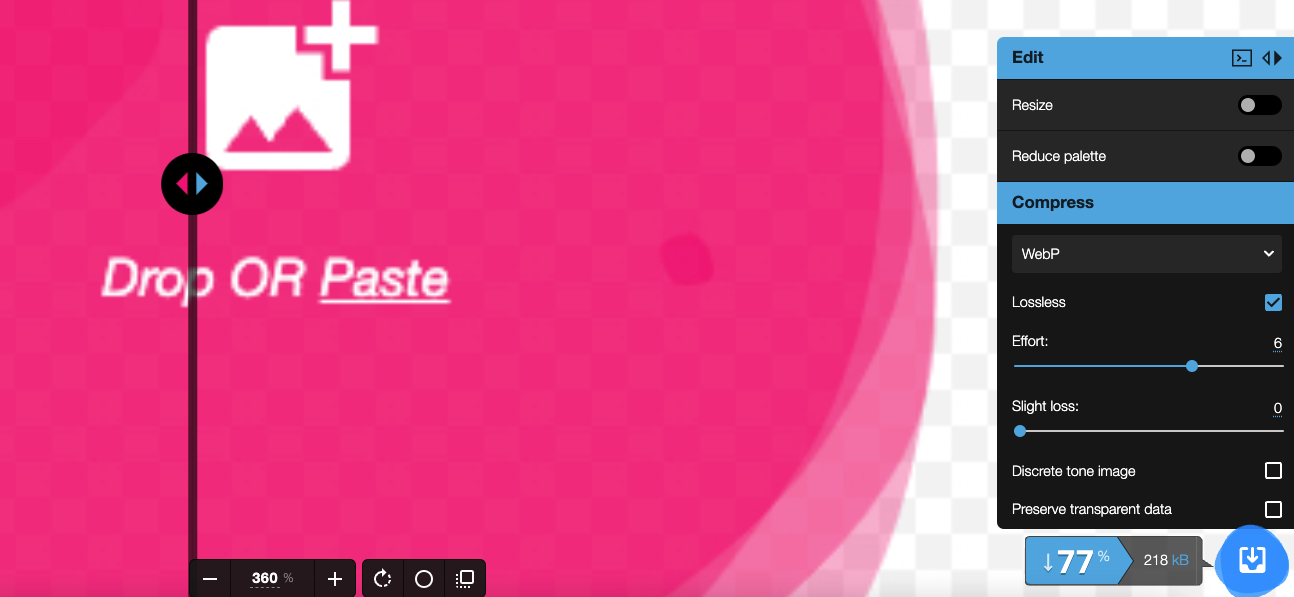 Drop OR Paste
Edit
Resize
Reduce palette
Compress
WebP
Lossless
Effort: 6
Slight loss: 0
Discrete tone image
Preserve transparent data
360 %
↓77 % 218 kB